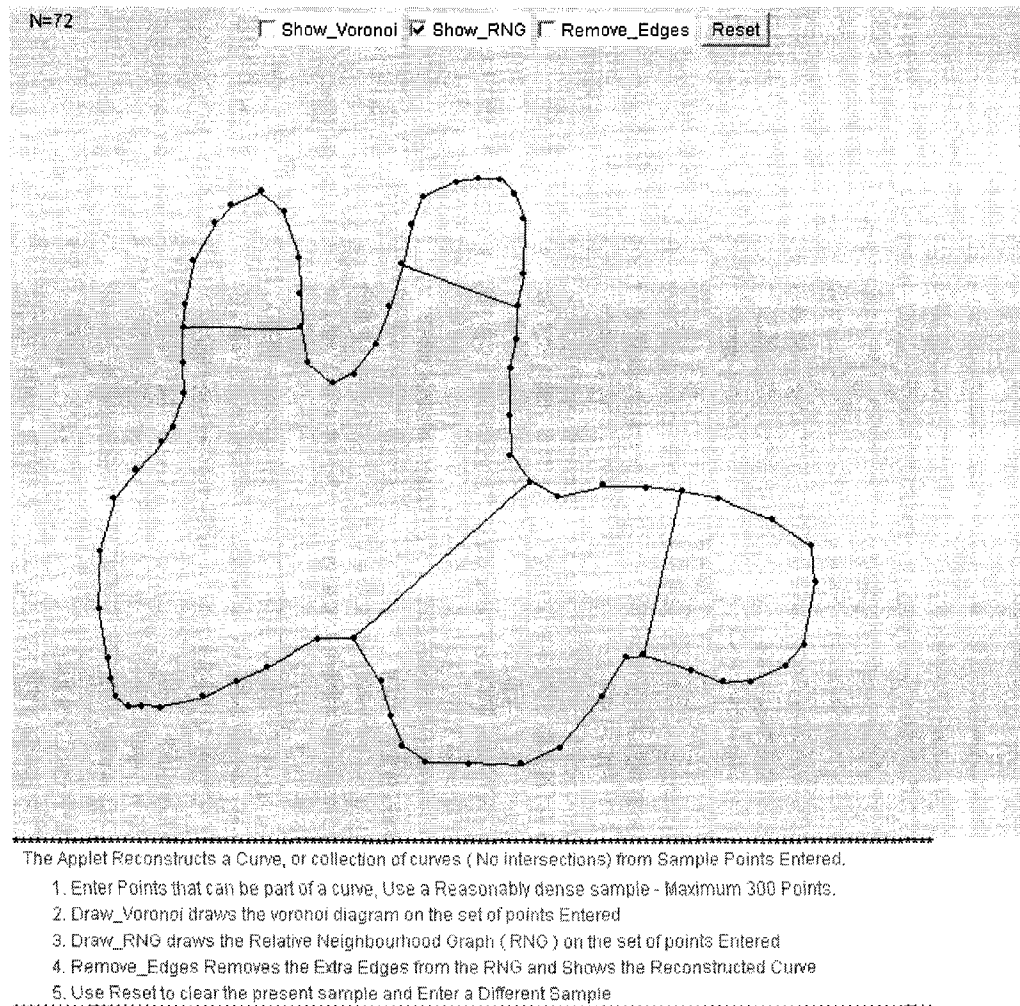 N=72
Show_Voronoi Show_RNG Remove_Edges Reset
The Applet Reconstructs a Curve, or collection of curves ( No intersections) from Sample Points Entered.
1. Enter Points that can be part of a curve, Use a Reasonably dense sample - Maximum 300 Points.
2. Draw_Voronoi draws the voronoi diagram on the set of points Entered
3. Draw_RNG draws the Relative Neighbourhood Graph ( RNG ) on the set of points Entered
4. Remove_Edges Removes the Extra Edges from the RNG and Shows the Reconstructed Curve
5. Use Reset to clear the present sample and Enter a Different Sample